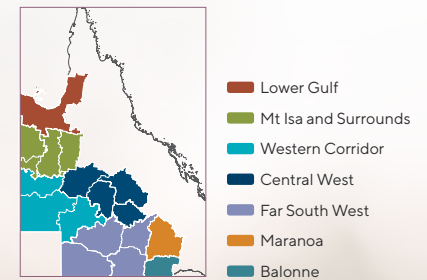 Lower Gulf
Mt Isa and Surrounds
Western Corridor
Central West
Far South West
Maranoa
Balonne